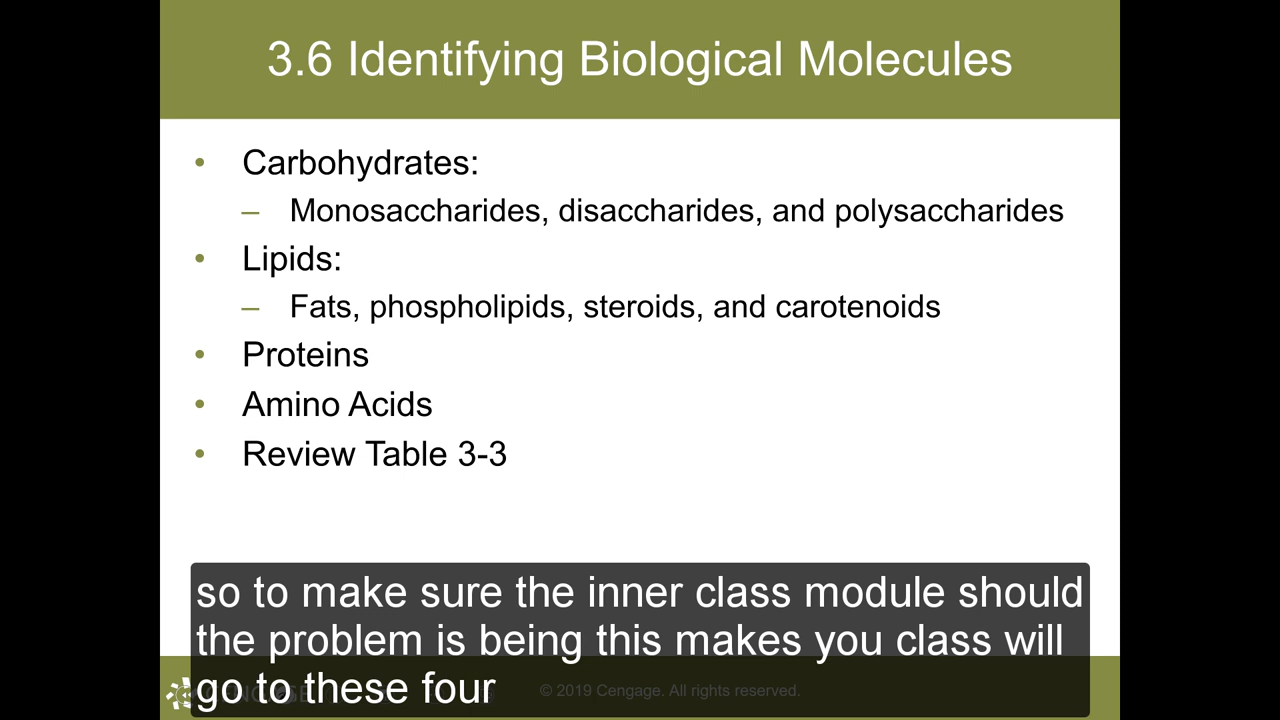 3.6 Identifying Biological Molecules
• Carbohydrates:
– Monosaccharides, disaccharides, and polysaccharides
• Lipids:
– Fats, phospholipids, steroids, and carotenoids
• Proteins
• Amino Acids
• Review Table 3-3
so to make sure the inner class module should
the problem is being this makes you class will
go to these four
© 2019 Cengage. All rights reserved.